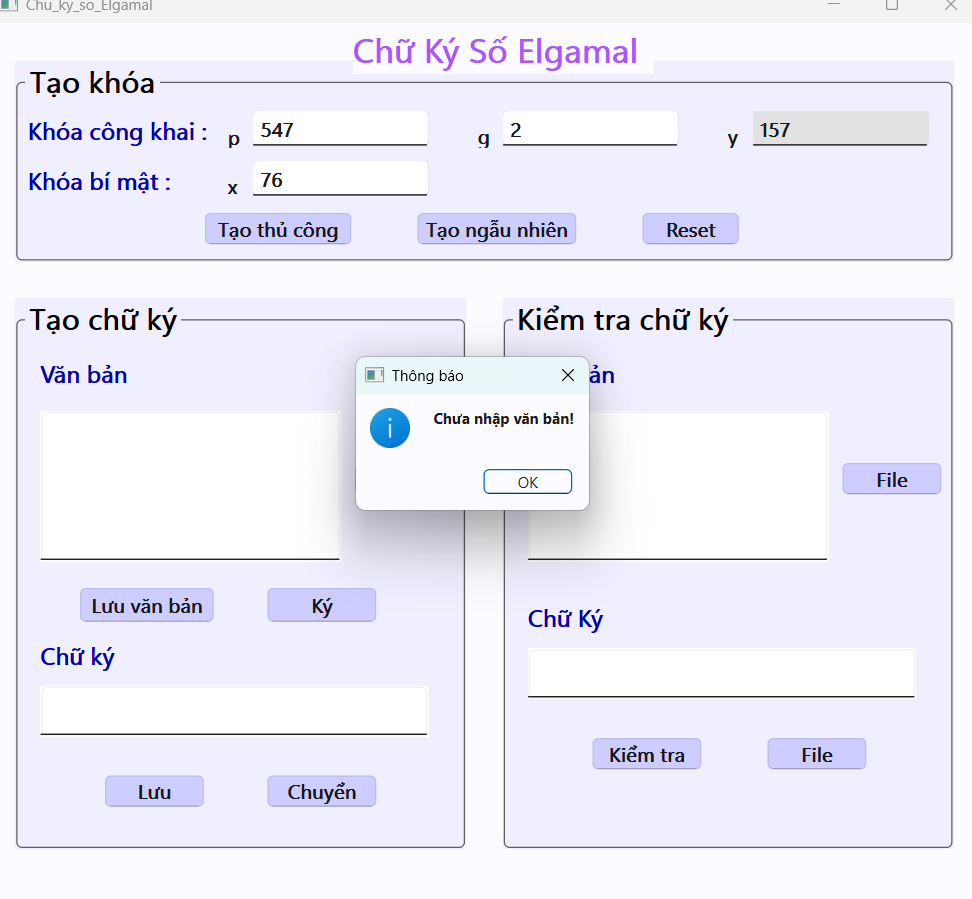 Chu_ky_so_Elgamal
Chữ Ký Số Elgamal
Tạo khóa
Khóa công khai : p 547 g 2 y 157
Khóa bí mật : x 76
Tạo thủ công Tạo ngẫu nhiên Reset
Tạo chữ ký
Văn bản
Lưu văn bản Ký
Chữ ký
Lưu Chuyển
Kiểm tra chữ ký
ản
File
Chữ Ký
Kiểm tra File
Thông báo
Chưa nhập văn bản!
OK